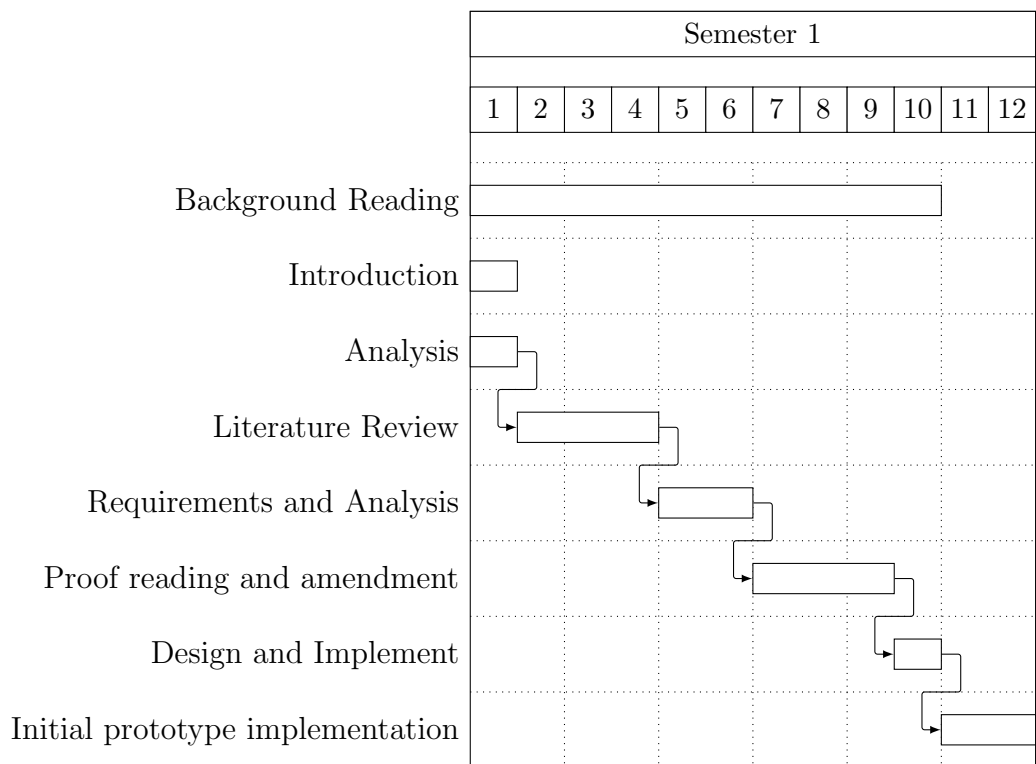 Semester 1
1 2 3 4 5 6 7 8 9 10 11 12
Background Reading
Introduction
Analysis
Literature Review
Requirements and Analysis
Proof reading and amendment
Design and Implement
Initial prototype implementation